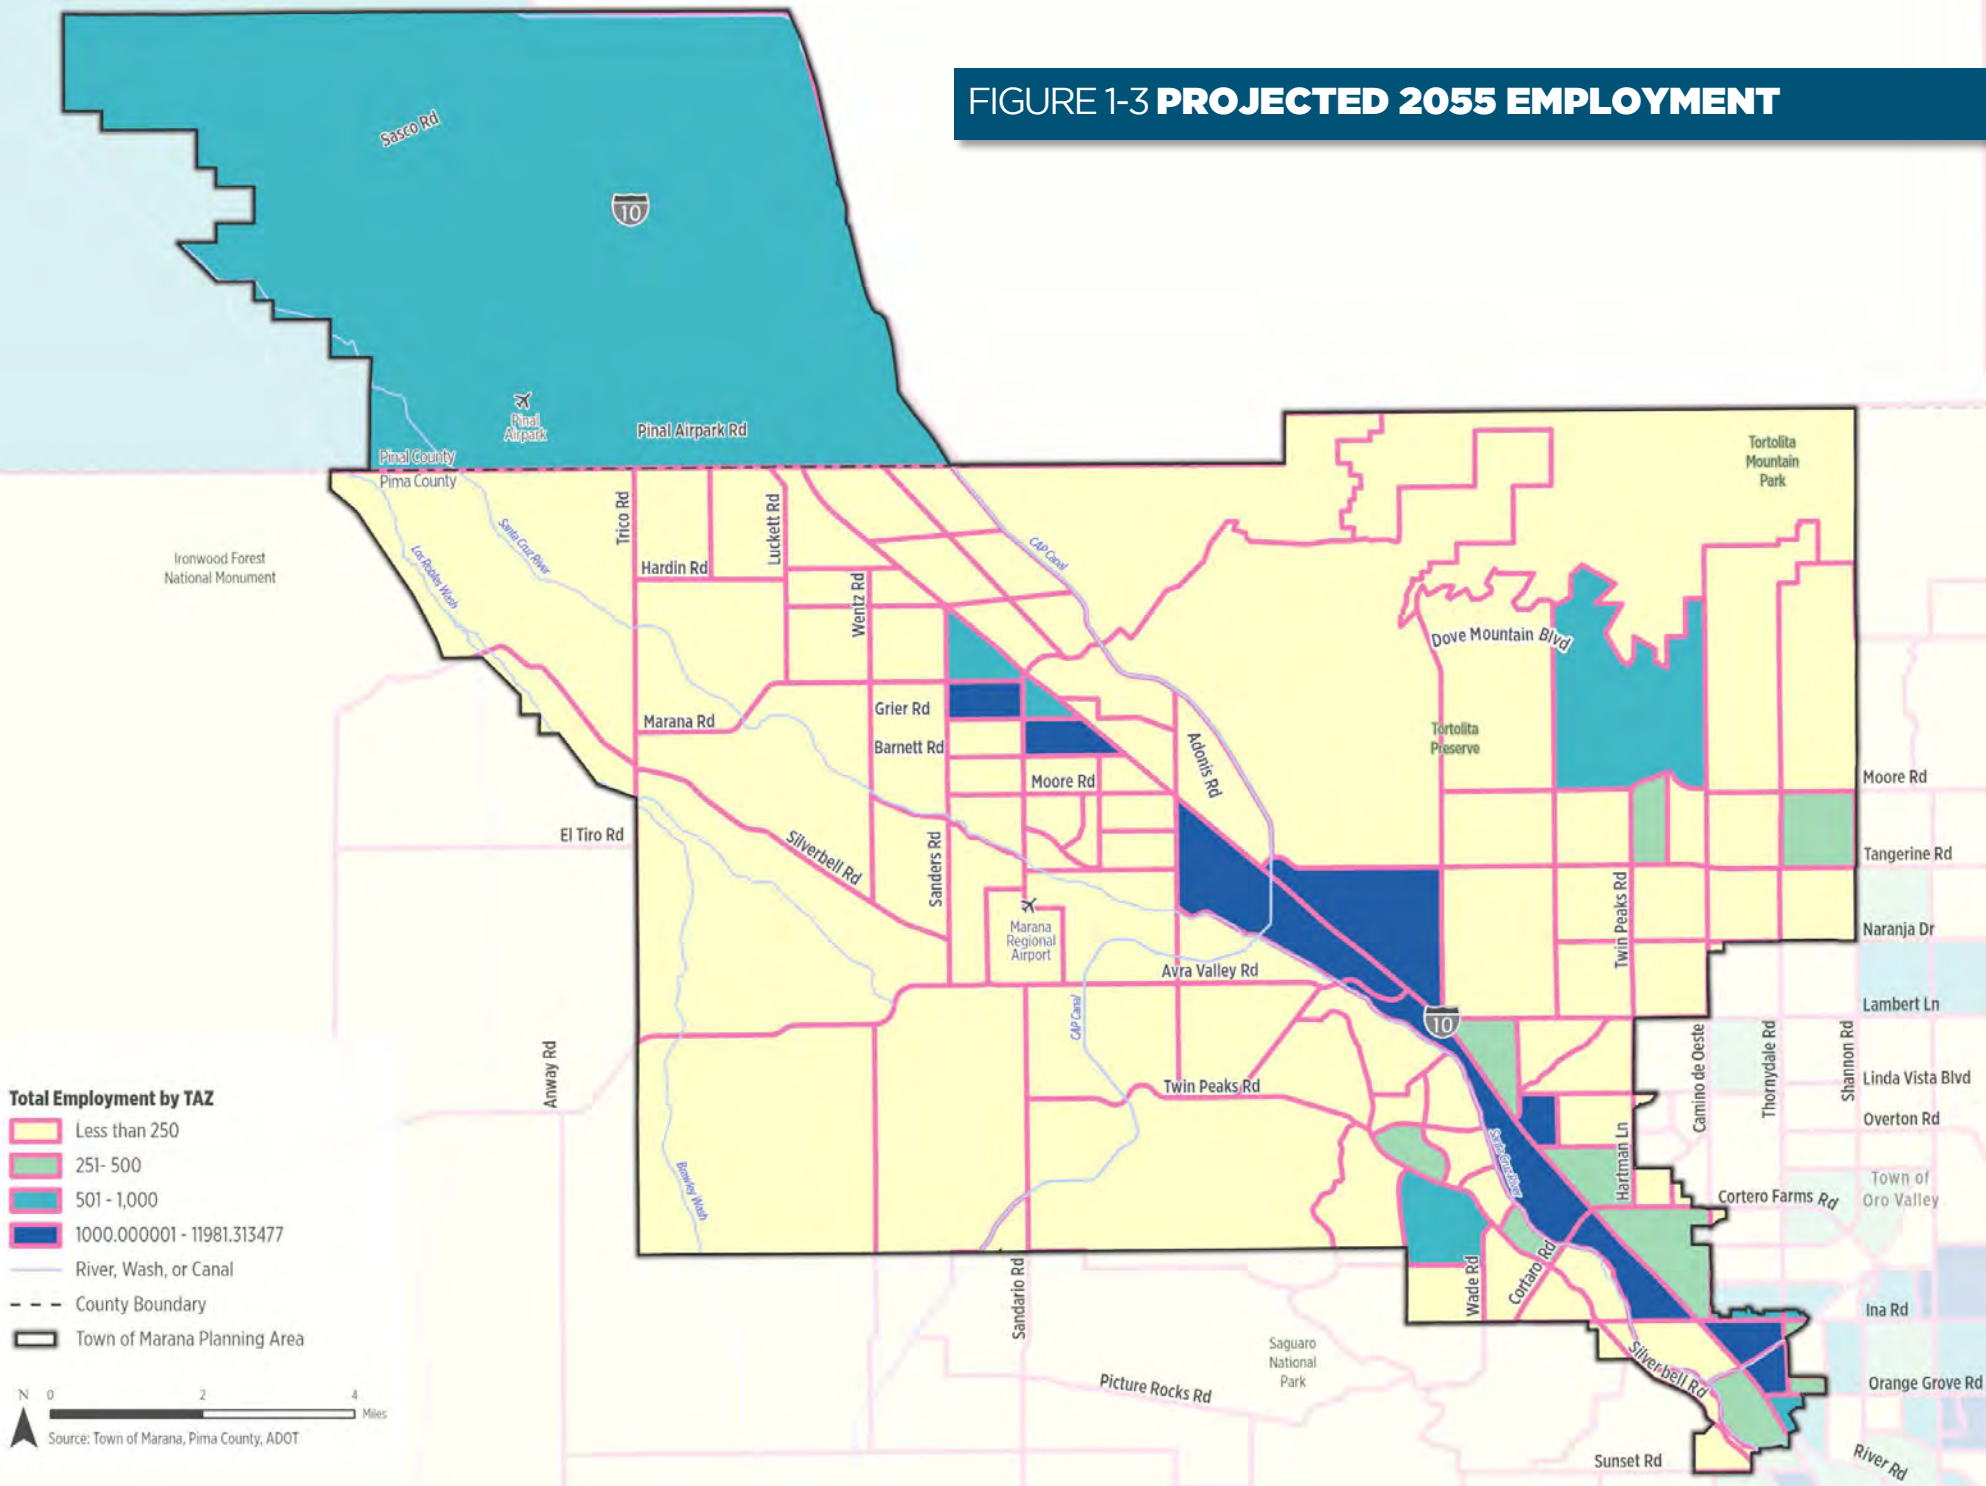 FIGURE 1-3 PROJECTED 2055 EMPLOYMENT
Sasco Rd
10
Pinal
Airpark
Pinal Airpark Rd
Pinal County
Pima County
Tortolita
Mountain
Park
Ironwood Forest
National Monument
Los Robles Wash
Santa Cruz River
Trico Rd
Luckett Rd
Hardin Rd
Wentz Rd
CAP Canal
Dove Mountain Blvd
Marana Rd
Grier Rd
Barnett Rd
Moore Rd
Adonis Rd
Tortolita
Preserve
Moore Rd
El Tiro Rd
Silverbell Rd
Sanders Rd
Tangerine Rd
Twin Peaks Rd
Marana
Regional
Airport
Naranja Dr
Avra Valley Rd
CAP Canal
10
Lambert Ln
Anway Rd
Camino de Oeste
Thornydale Rd
Shannon Rd
Twin Peaks Rd
Linda Vista Blvd
Overton Rd
Hartman Ln
Santa Cruz River
Brawley Wash
Town of
Oro Valley
Cortero Farms Rd
Sandario Rd
Wade Rd
Cortaro Rd
Ina Rd
Saguaro
National
Park
Silverbell Rd
Picture Rocks Rd
Orange Grove Rd
Sunset Rd
River Rd
Total Employment by TAZ
Less than 250
251- 500
501 - 1,000
1000.000001 - 11981.313477
River, Wash, or Canal
County Boundary
Town of Marana Planning Area
N
0 2 4
Miles
Source: Town of Marana, Pima County, ADOT